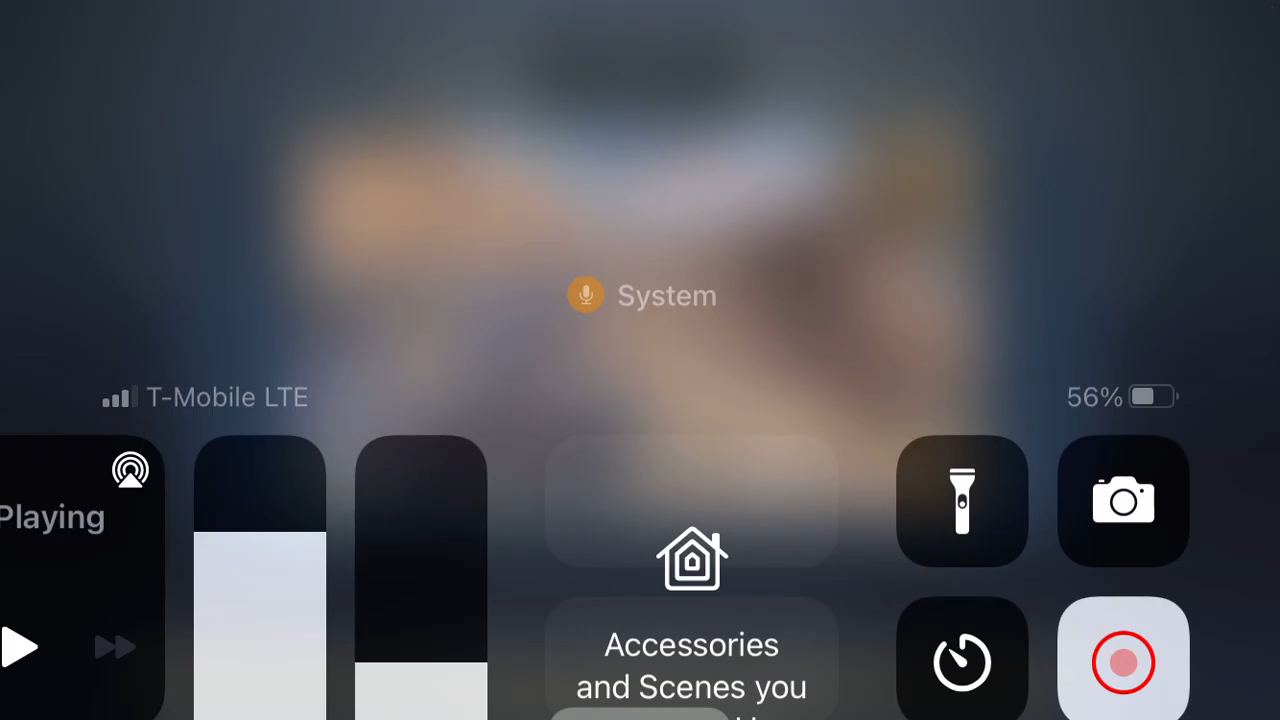 System
T-Mobile LTE
56%
Playing
Accessories
and Scenes you